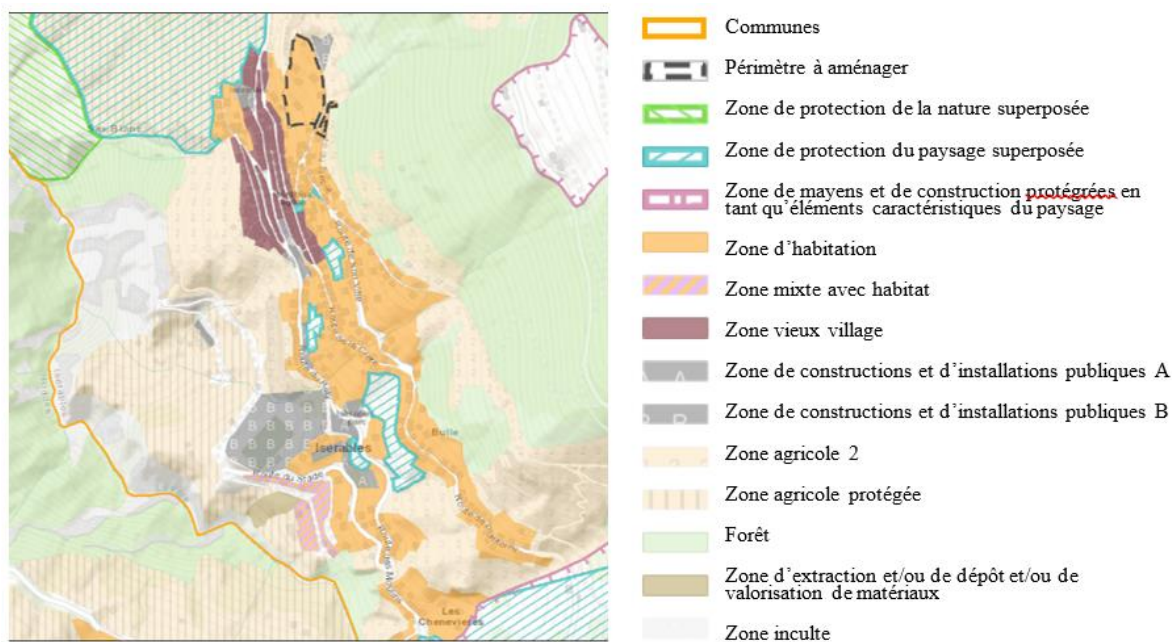 Communes
Périmètre à aménager
Zone de protection de la nature superposée
Zone de protection du paysage superposée
Zone de mayens et de construction protégrées en
tant qu'éléments caractéristiques du paysage
Zone d'habitation
Zone mixte avec habitat
Zone vieux village
Zone de constructions et d'installations publiques A
Zone de constructions et d'installations publiques B
Zone agricole 2
Zone agricole protégée
Forêt
Zone d'extraction et/ou de dépôt et/ou de
valorisation de matériaux
Zone inculte
Isérables
Bulle
Les
Chenevières